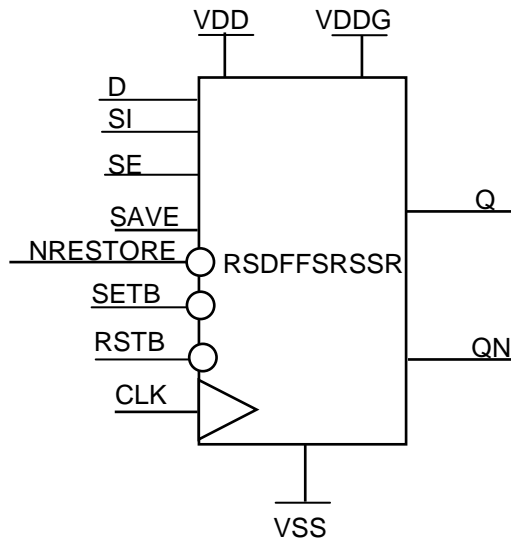 VDD VDDG
D
SI
SE
SAVE
NRESTORE
RSDFFSRSSR
SETB
RSTB
CLK
Q
QN
VSS